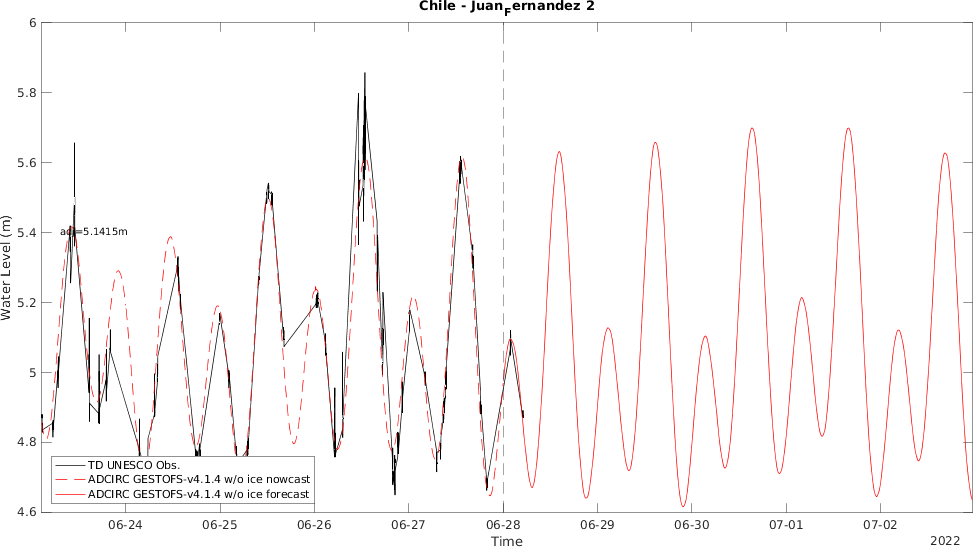 Chile - Juan_Fernandez 2
6
5.8
5.6
5.4
5.2
5
4.8
4.6
Water Level (m)
adj=5.1415m
TD UNESCO Obs.
ADCIRC GESTOFS-v4.1.4 w/o ice nowcast
ADCIRC GESTOFS-v4.1.4 w/o ice forecast
06-24 06-25 06-26 06-27 06-28 06-29 06-30 07-01 07-02
Time
2022